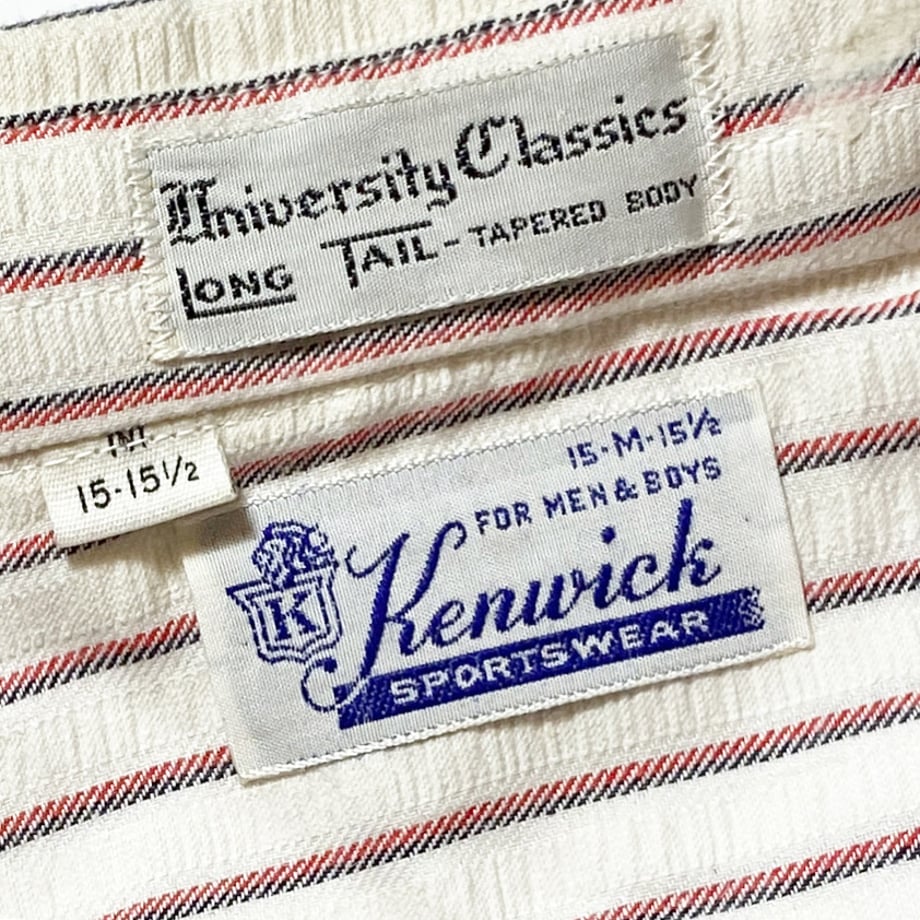 University Classics
LONG TAIL - TAPERED BODY
M
15-15½
15-M-15½
FOR MEN & BOYS
K
Kenwick
SPORTSWEAR